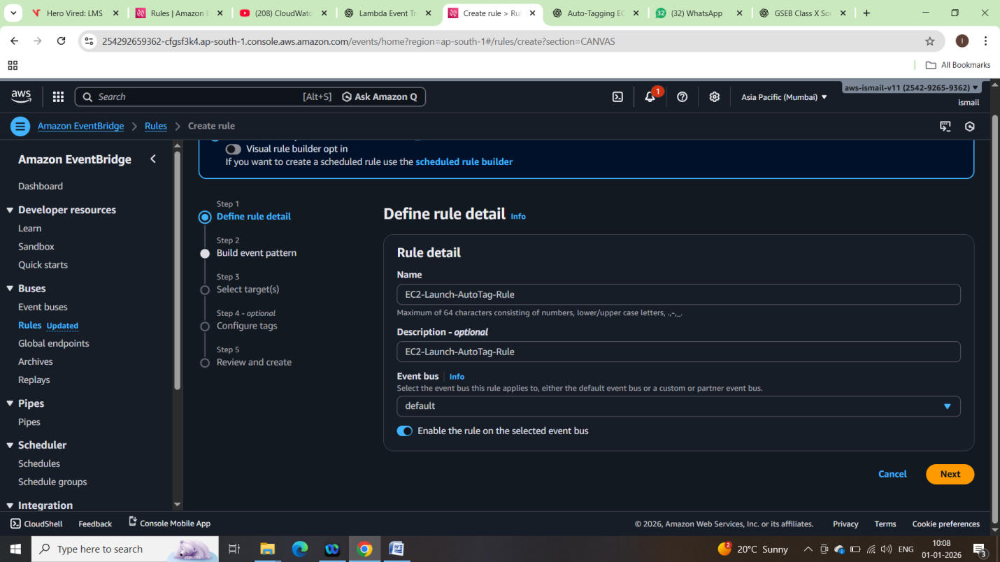 Hero Vired: LMS
Rules | Amazon E
(208) CloudWatc
Lambda Event Tr
Create rule > Ru
Auto-Tagging EC
32
(32) WhatsApp
GSEB Class X So
254292659362-cfgsf3k4.ap-south-1.console.aws.amazon.com/events/home?region=ap-south-1#/rules/create?section=CANVAS
I
All Bookmarks
aws
Search
[Alt+S]
Ask Amazon Q
1
Asia Pacific (Mumbai)
aws-ismail-v11 (2542-9265-9362)
ismail
Amazon EventBridge
Rules
Create rule
Amazon EventBridge
Dashboard
Developer resources
Learn
Sandbox
Quick starts
Buses
Event buses
Rules Updated
Global endpoints
Archives
Replays
Pipes
Pipes
Scheduler
Schedules
Schedule groups
Integration
Visual rule builder opt in
If you want to create a scheduled rule use the scheduled rule builder
Step 1
Define rule detail
Step 2
Build event pattern
Step 3
Select target(s)
Step 4 - optional
Configure tags
Step 5
Review and create
Define rule detail Info
Rule detail
Name
EC2-Launch-AutoTag-Rule
Maximum of 64 characters consisting of numbers, lower/upper case letters, .,-,_.
Description - optional
EC2-Launch-AutoTag-Rule
Event bus Info
Select the event bus this rule applies to, either the default event bus or a custom or partner event bus.
default
Enable the rule on the selected event bus
Cancel
Next
CloudShell
Feedback
Console Mobile App
© 2026, Amazon Web Services, Inc. or its affiliates.
Privacy
Terms
Cookie preferences
Type here to search
2
20°C Sunny
ENG
10:08
01-01-2026
3